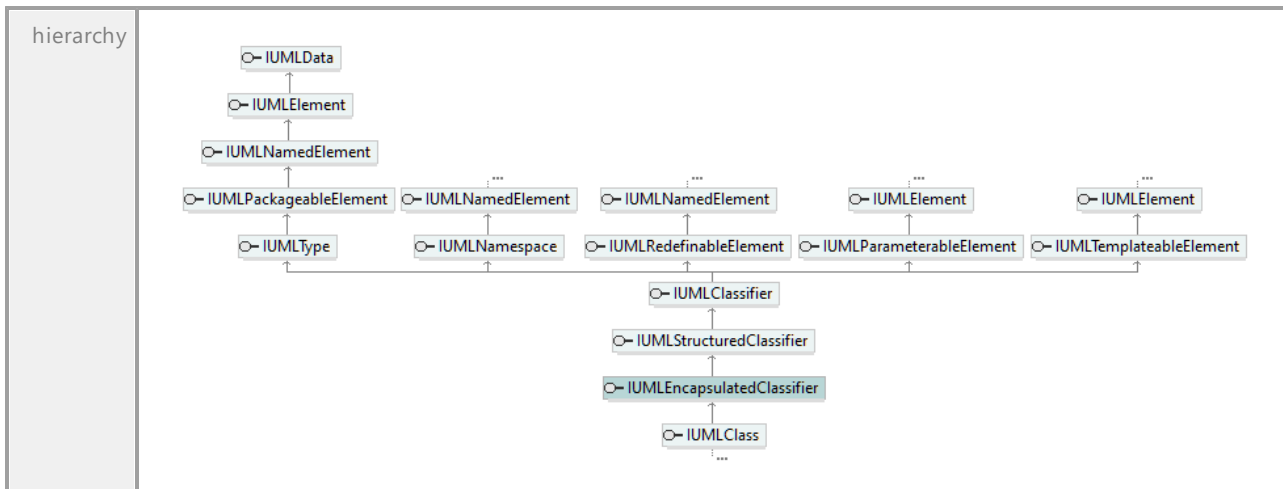 hierarchy
IUMLData
IUMLElement
IUMLNamedElement
... ... ... ...
IUMLPackageableElement IUMLNamedElement IUMLNamedElement IUMLElement IUMLElement
IUMLType IUMLNamespace IUMLRedefinableElement IUMLParameterableElement IUMLTemplateableElement
IUMLClassifier
IUMLStructuredClassifier
IUMLEncapsulatedClassifier
IUMLClass
...